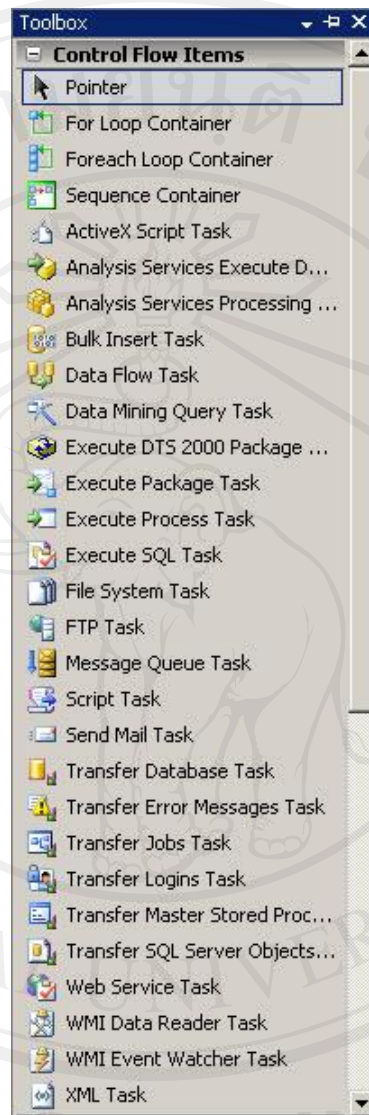 Toolbox
Control Flow Items
Pointer
For Loop Container
Foreach Loop Container
Sequence Container
ActiveX Script Task
Analysis Services Execute D...
Analysis Services Processing ...
Bulk Insert Task
Data Flow Task
Data Mining Query Task
Execute DTS 2000 Package ...
Execute Package Task
Execute Process Task
Execute SQL Task
File System Task
FTP Task
Message Queue Task
Script Task
Send Mail Task
Transfer Database Task
Transfer Error Messages Task
Transfer Jobs Task
Transfer Logins Task
Transfer Master Stored Proc...
Transfer SQL Server Objects...
Web Service Task
WMI Data Reader Task
WMI Event Watcher Task
XML Task